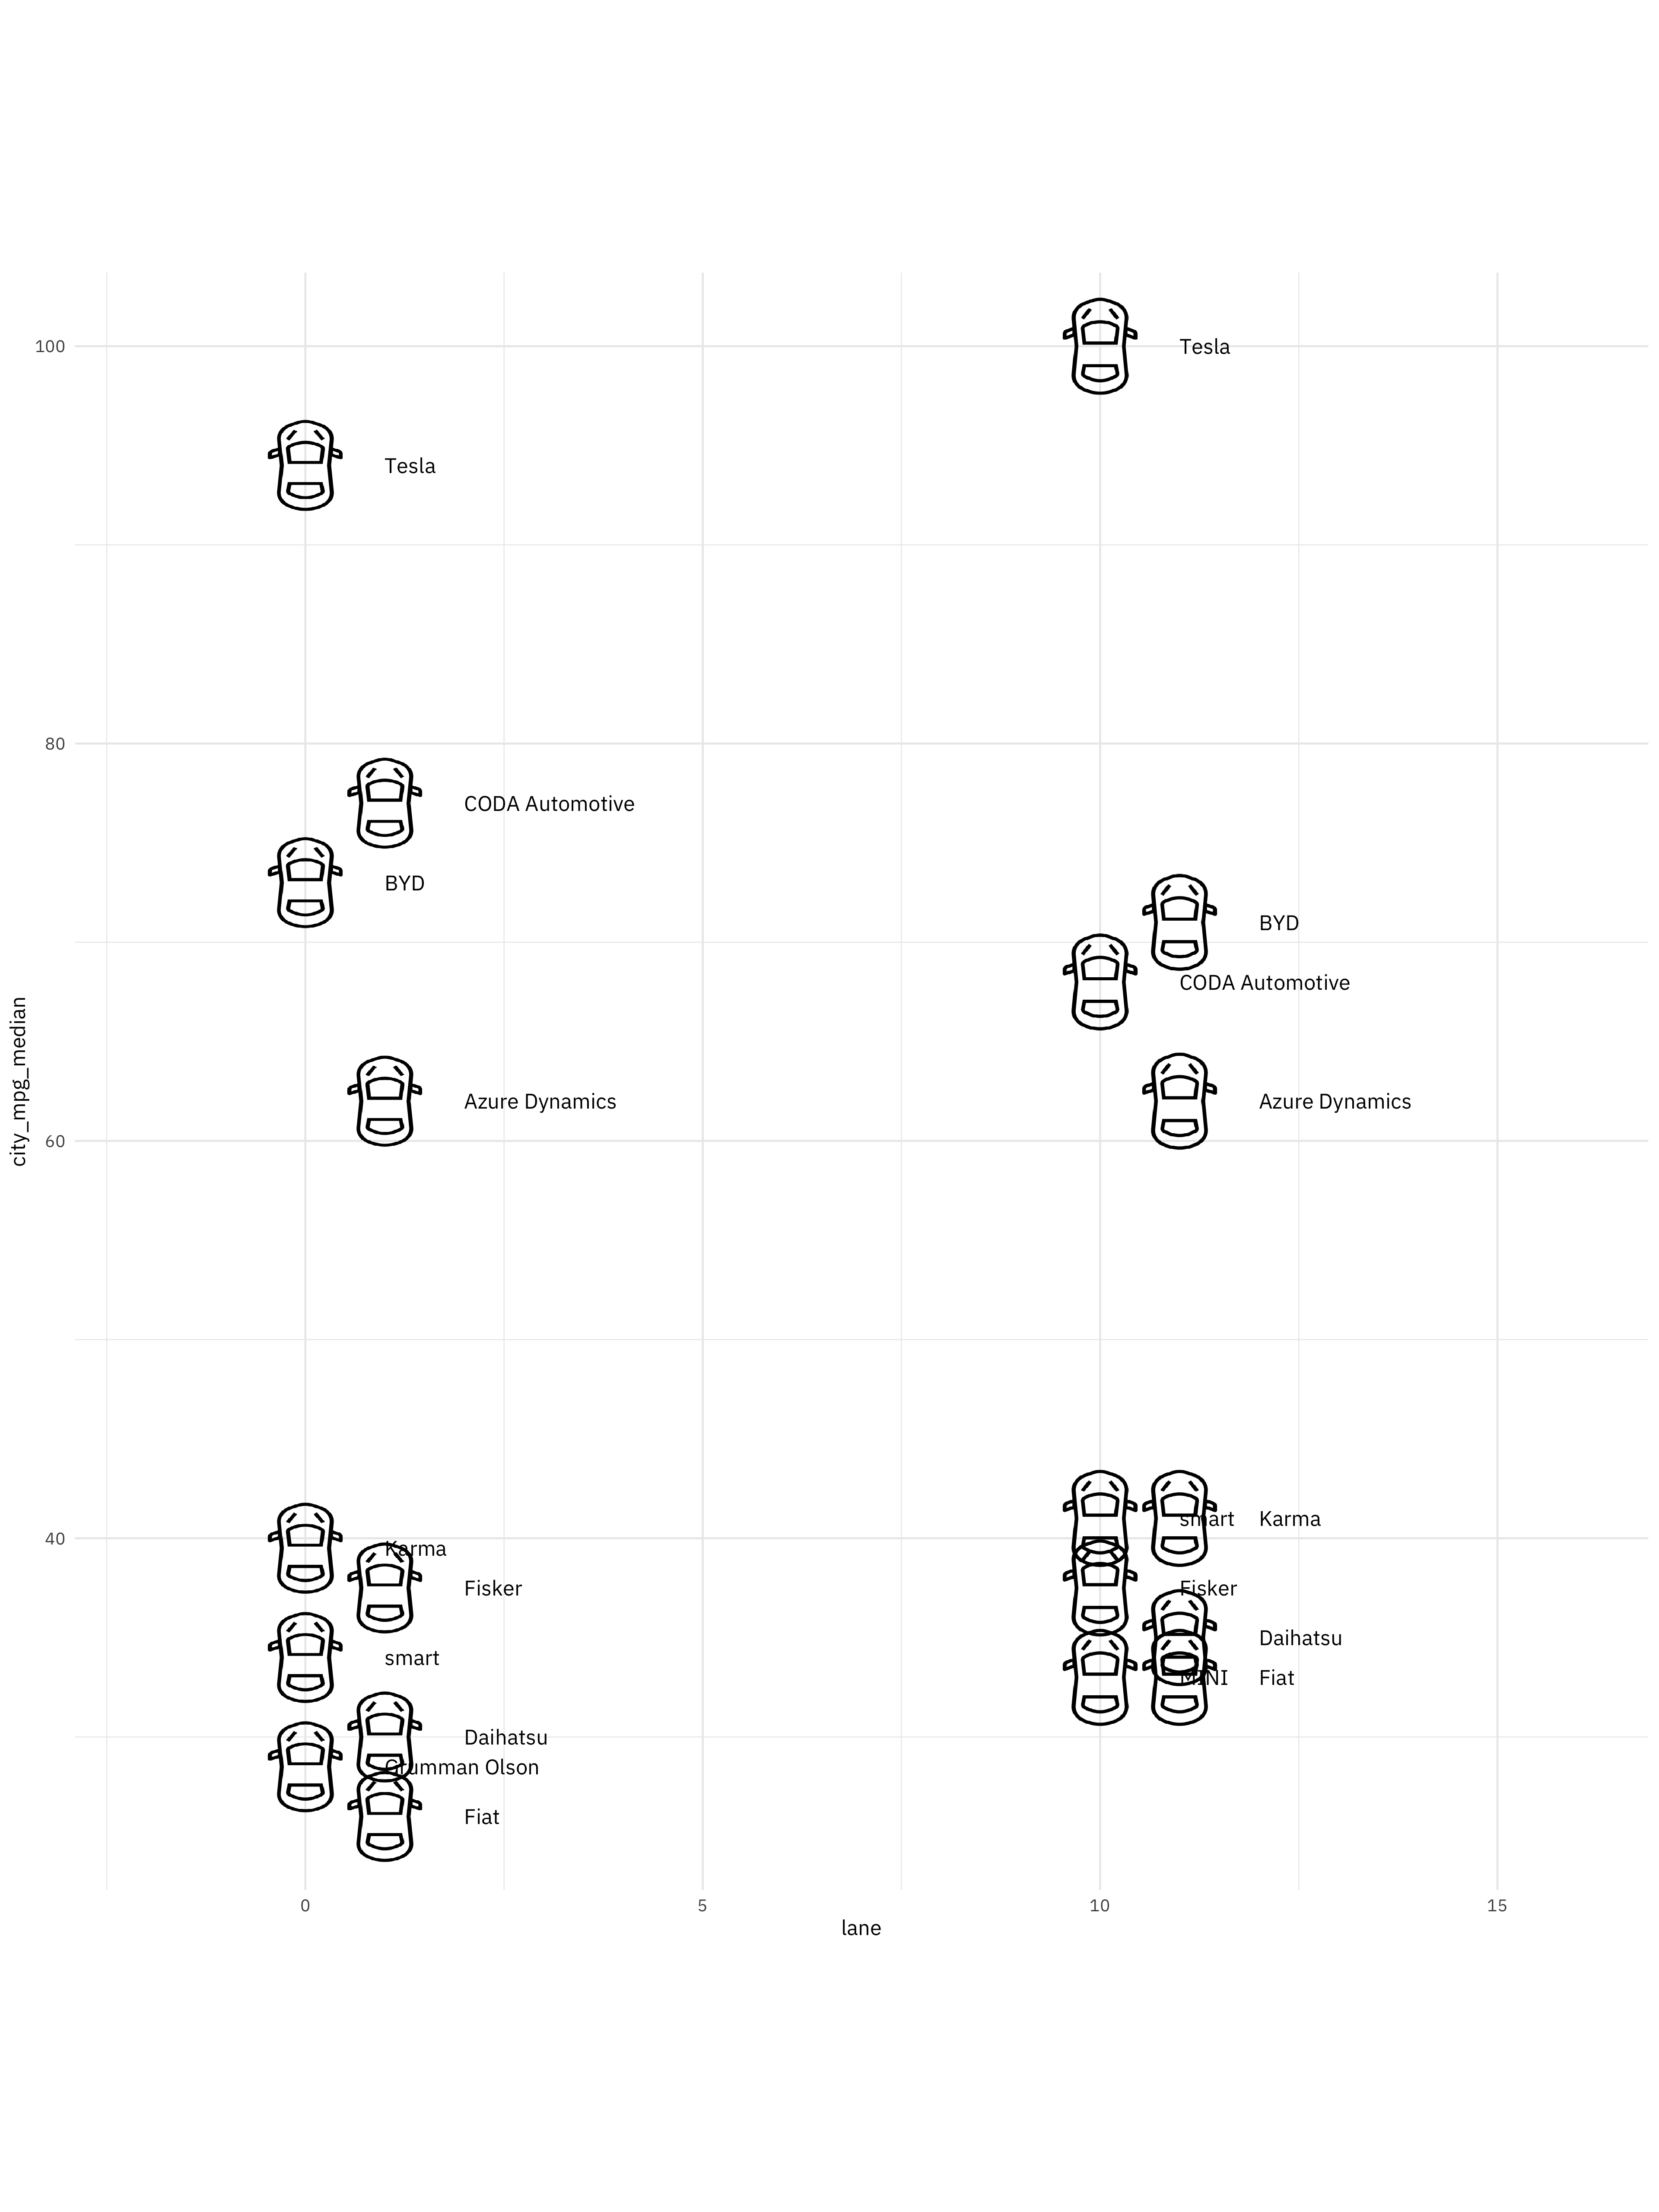 100
Tesla
Tesla
80
CODA Automotive
BYD
BYD
CODA Automotive
city_mpg_median
Azure Dynamics
Azure Dynamics
60
smart
Karma
40
Karma
Fisker
Fisker
Daihatsu
smart
MINI
Fiat
Daihatsu
Grumman Olson
Fiat
0
5
10
15
lane